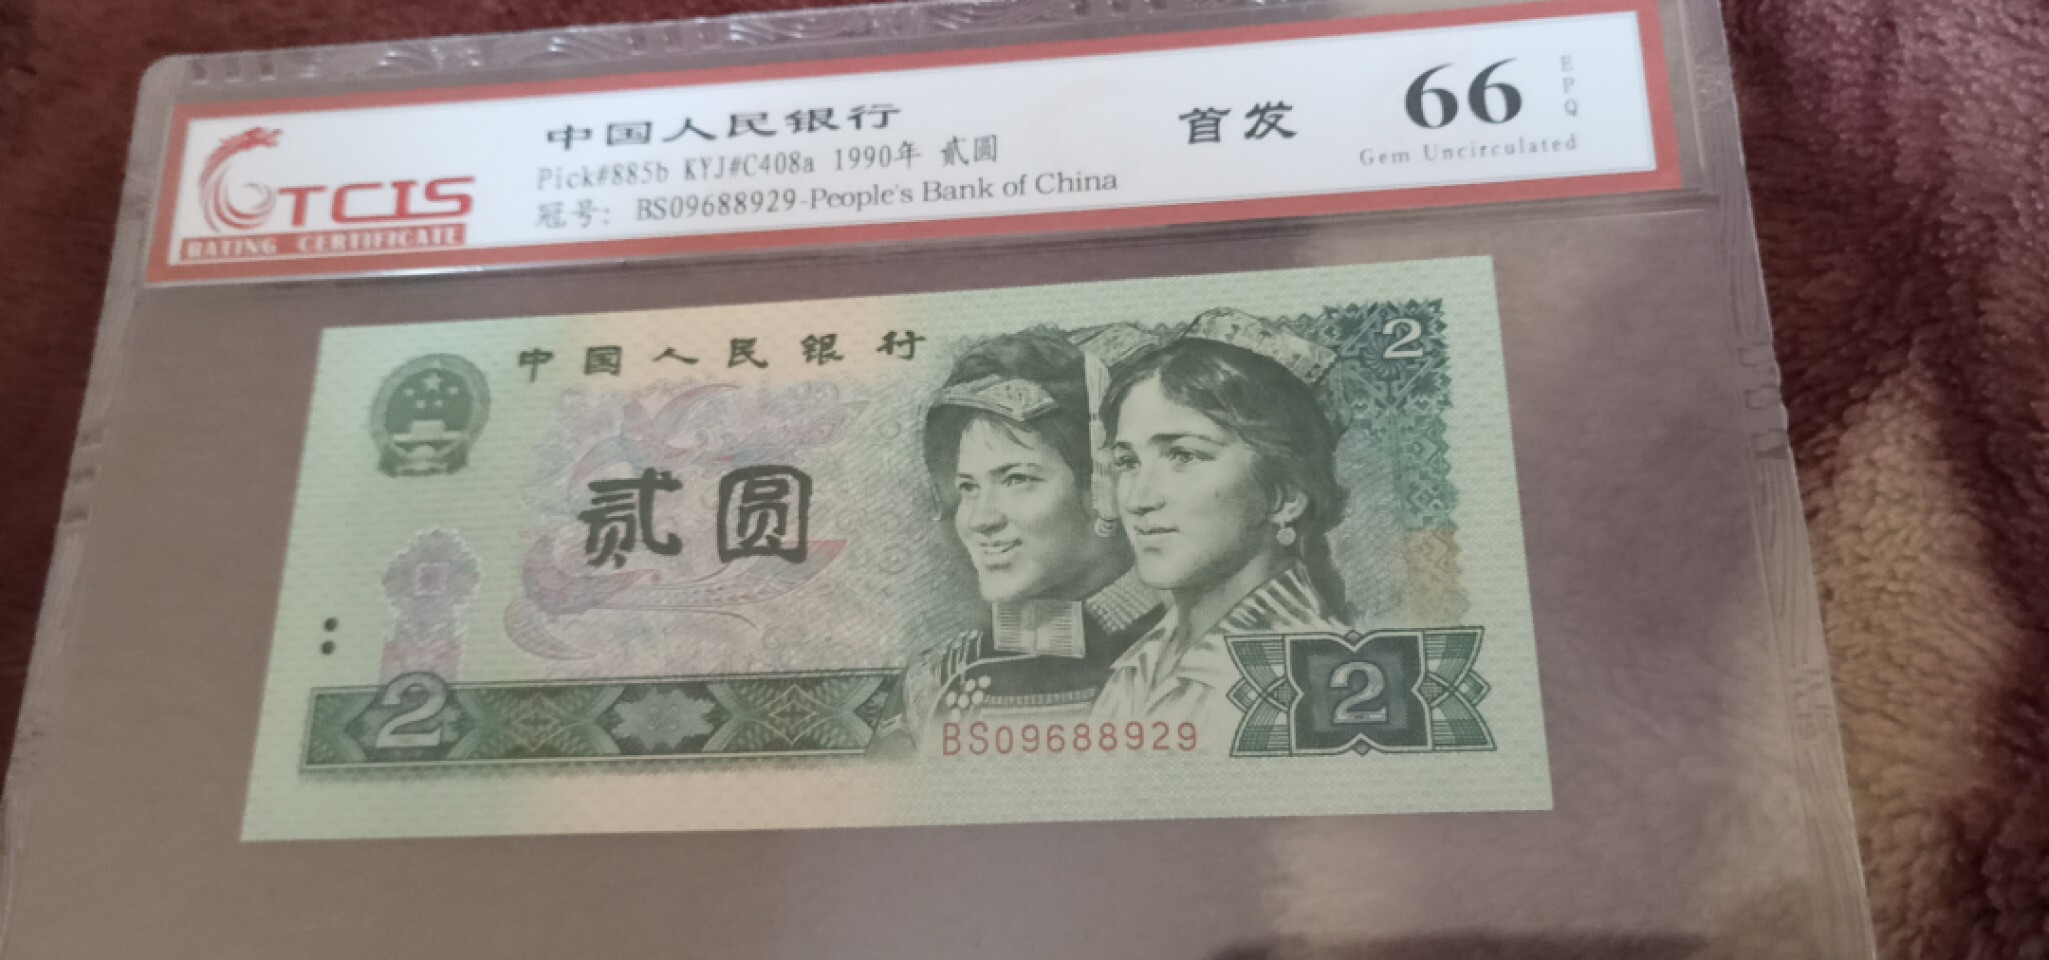 中国人民银行
Pick#885b KYJ#C408a 1990年 贰圆
冠号: BS09688929-People's Bank of China
首发
66
EPQ
Gem Uncirculated
TCIS
RATING CERTIFICATE
中国人民银行
2
贰圆
2
BS09688929
2